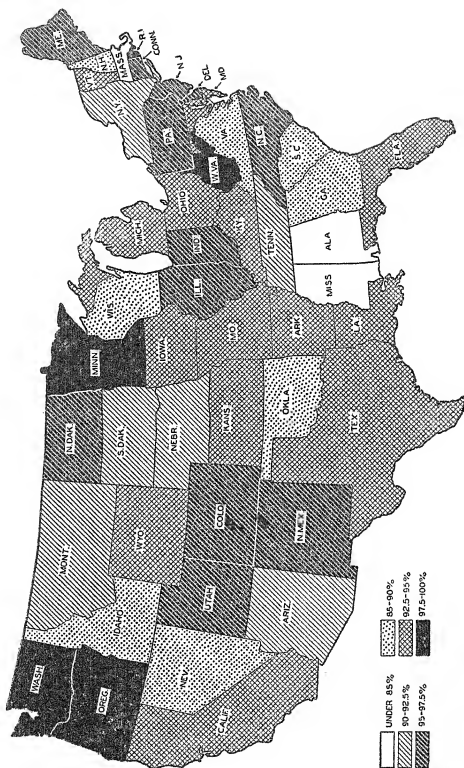 WASH
OREG
CALIF
NEV
IDAHO
MONT
WYO
UTAH
COLO
ARIZ
N.MEX
N.DAK
S.DAK
NEBR
KANS
OKLA
TEX
MINN
IOWA
MO
ARK
LA
WIS
ILL
IND
MICH
OHIO
KY
TENN
MISS
ALA
GA
FLA
S.C.
N.C.
VA
W.VA
PA
N.Y.
VT
N.H.
ME.
MASS
R I
CONN
N J
DEL
MD
UNDER 85%
85-90%
90-92.5%
92.5-95%
95-97.5%
97.5-100%